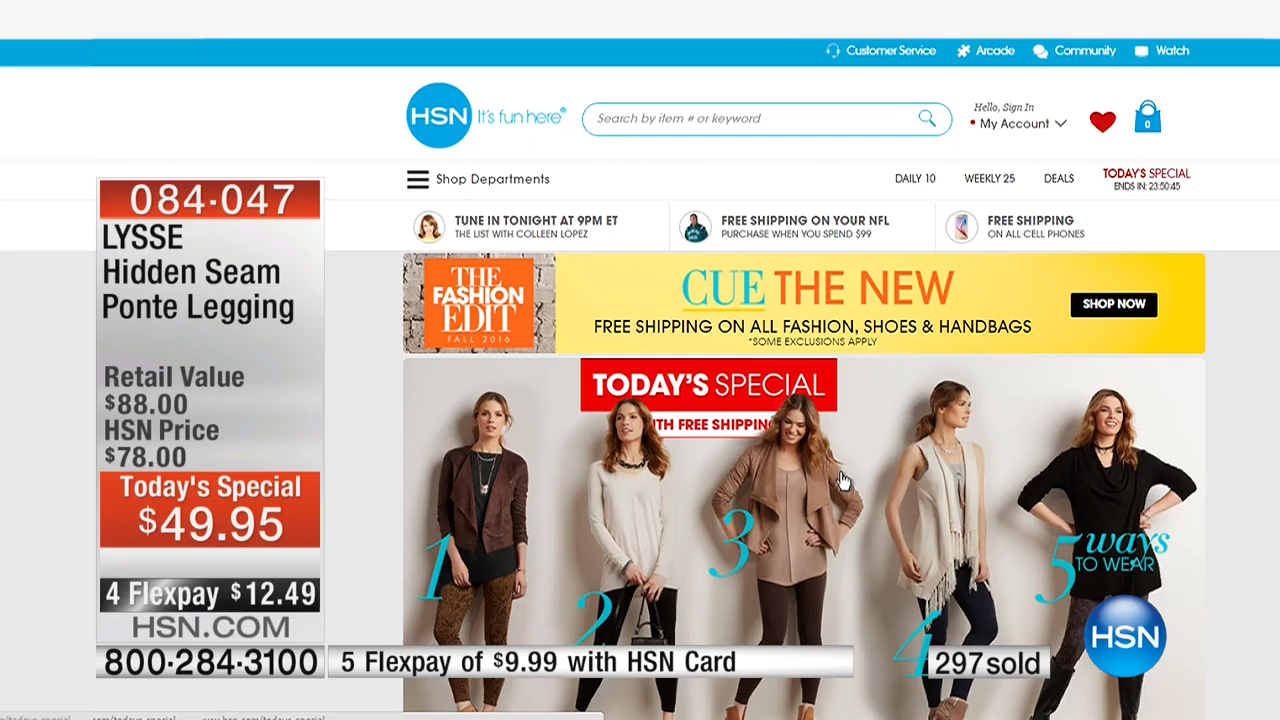 Customer Service
Arcade
Community
Watch
HSN It's fun here®
Search by item # or keyword
Hello, Sign In
My Account
0
Shop Departments
DAILY 10
WEEKLY 25
DEALS
TODAY'S SPECIAL
ENDS IN: 23:50:45
TUNE IN TONIGHT AT 9PM ET
THE LIST WITH COLLEEN LOPEZ
FREE SHIPPING ON YOUR NFL
PURCHASE WHEN YOU SPEND $99
FREE SHIPPING
ON ALL CELL PHONES
THE
FASHION
EDIT
FALL 2016
CUE THE NEW
FREE SHIPPING ON ALL FASHION, SHOES & HANDBAGS
*SOME EXCLUSIONS APPLY
SHOP NOW
TODAY'S SPECIAL
FREE SHIPPING
1
2
3
4
5 ways
TO WEAR
084·047
LYSSE
Hidden Seam
Ponte Legging
Retail Value
$88.00
HSN Price
$78.00
Today's Special
$49.95
4 Flexpay $12.49
HSN.COM
800·284·3100
5 Flexpay of $9.99 with HSN Card
297 sold
HSN